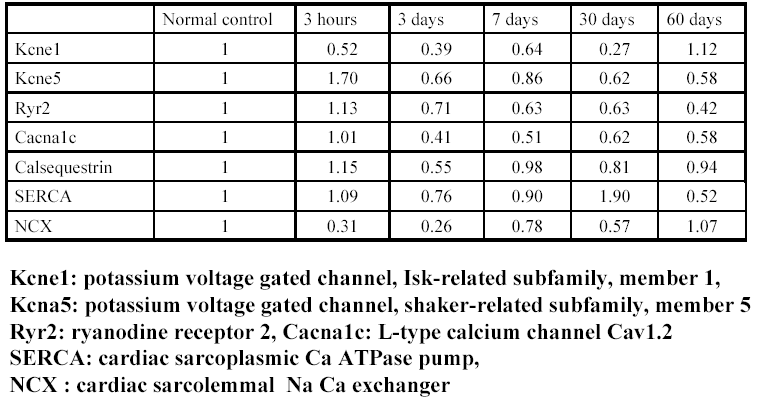 Normal control 3 hours 3 days 7 days 30 days 60 days
Kcne1 1 0.52 0.39 0.64 0.27 1.12
Kcne5 1 1.70 0.66 0.86 0.62 0.58
Ryr2 1 1.13 0.71 0.63 0.63 0.42
Cacna1c 1 1.01 0.41 0.51 0.62 0.58
Calsequestrin 1 1.15 0.55 0.98 0.81 0.94
SERCA 1 1.09 0.76 0.90 1.90 0.52
NCX 1 0.31 0.26 0.78 0.57 1.07
Kcne1: potassium voltage gated channel, Isk-related subfamily, member 1,
Kcna5: potassium voltage gated channel, shaker-related subfamily, member 5
Ryr2: ryanodine receptor 2, Cacna1c: L-type calcium channel Cav1.2
SERCA: cardiac sarcoplasmic Ca ATPase pump,
NCX : cardiac sarcolemmal Na Ca exchanger